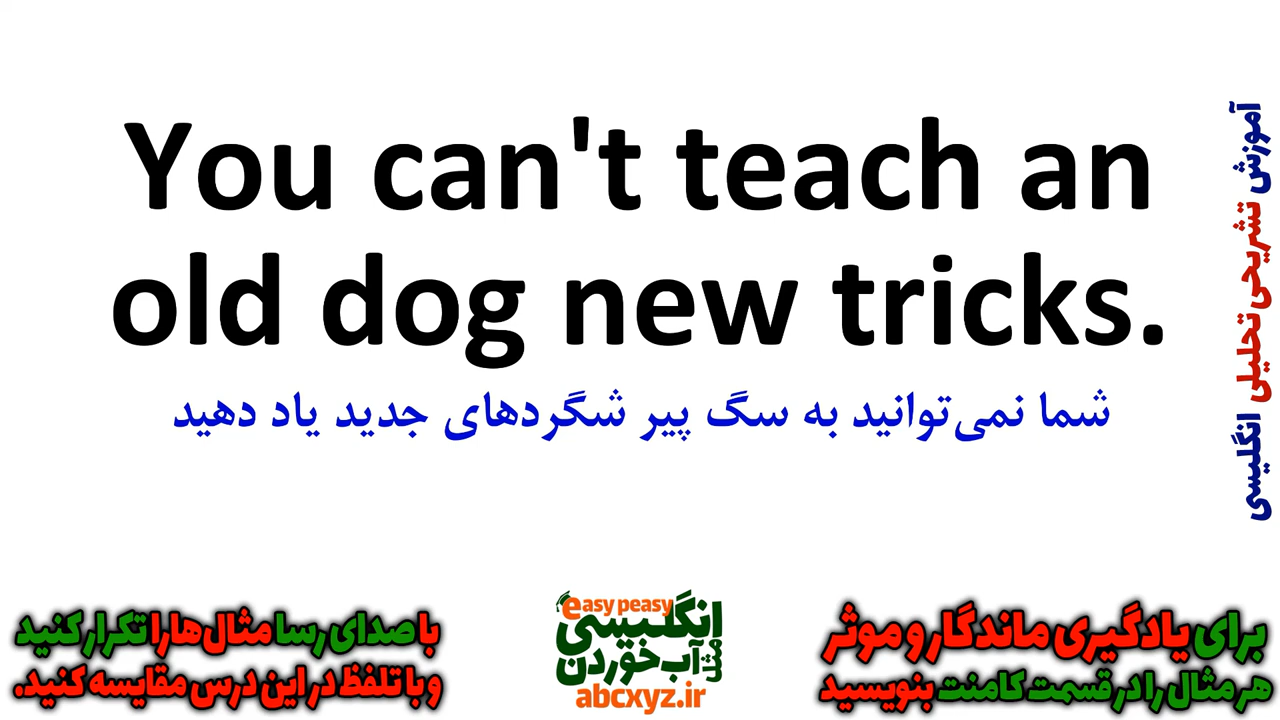 You can't teach an
old dog new tricks.
شما نمی‌توانید به سگ پیر شگردهای جدید یاد دهید
آموزش تشریحی تحلیلی انگلیسی
برای یادگیری ماندگار و موثر
هر مثال را در قسمت کامنت بنویسید
easy peasy
انگلیسی
مثل آب خوردن
abcxyz.ir
با صدای رسا مثال‌ها را تکرار کنید
و با تلفظ در این درس مقایسه کنید.